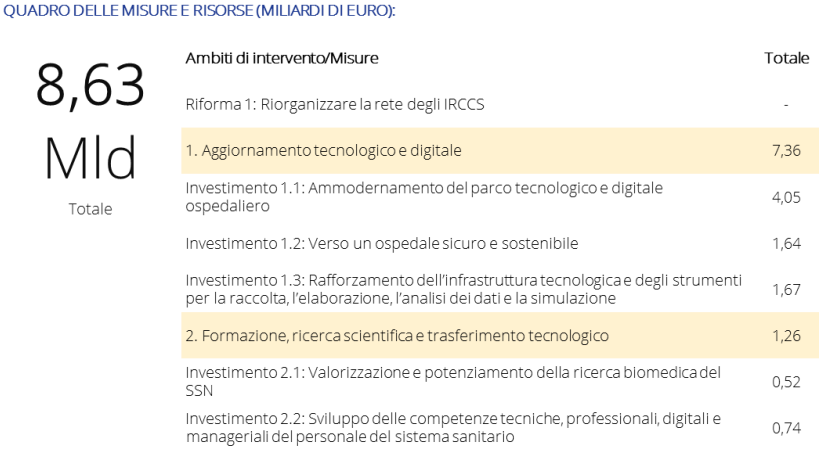 QUADRO DELLE MISURE E RISORSE (MILIARDI DI EURO):
8,63
Mld
Totale
Ambiti di intervento/Misure Totale
Riforma 1: Riorganizzare la rete degli IRCCS -
1. Aggiornamento tecnologico e digitale 7,36
Investimento 1.1: Ammodernamento del parco tecnologico e digitale
ospedaliero 4,05
Investimento 1.2: Verso un ospedale sicuro e sostenibile 1,64
Investimento 1.3: Rafforzamento dell'infrastruttura tecnologica e degli strumenti
per la raccolta, l'elaborazione, l'analisi dei dati e la simulazione 1,67
2. Formazione, ricerca scientifica e trasferimento tecnologico 1,26
Investimento 2.1: Valorizzazione e potenziamento della ricerca biomedica del
SSN 0,52
Investimento 2.2: Sviluppo delle competenze tecniche, professionali, digitali e
manageriali del personale del sistema sanitario 0,74